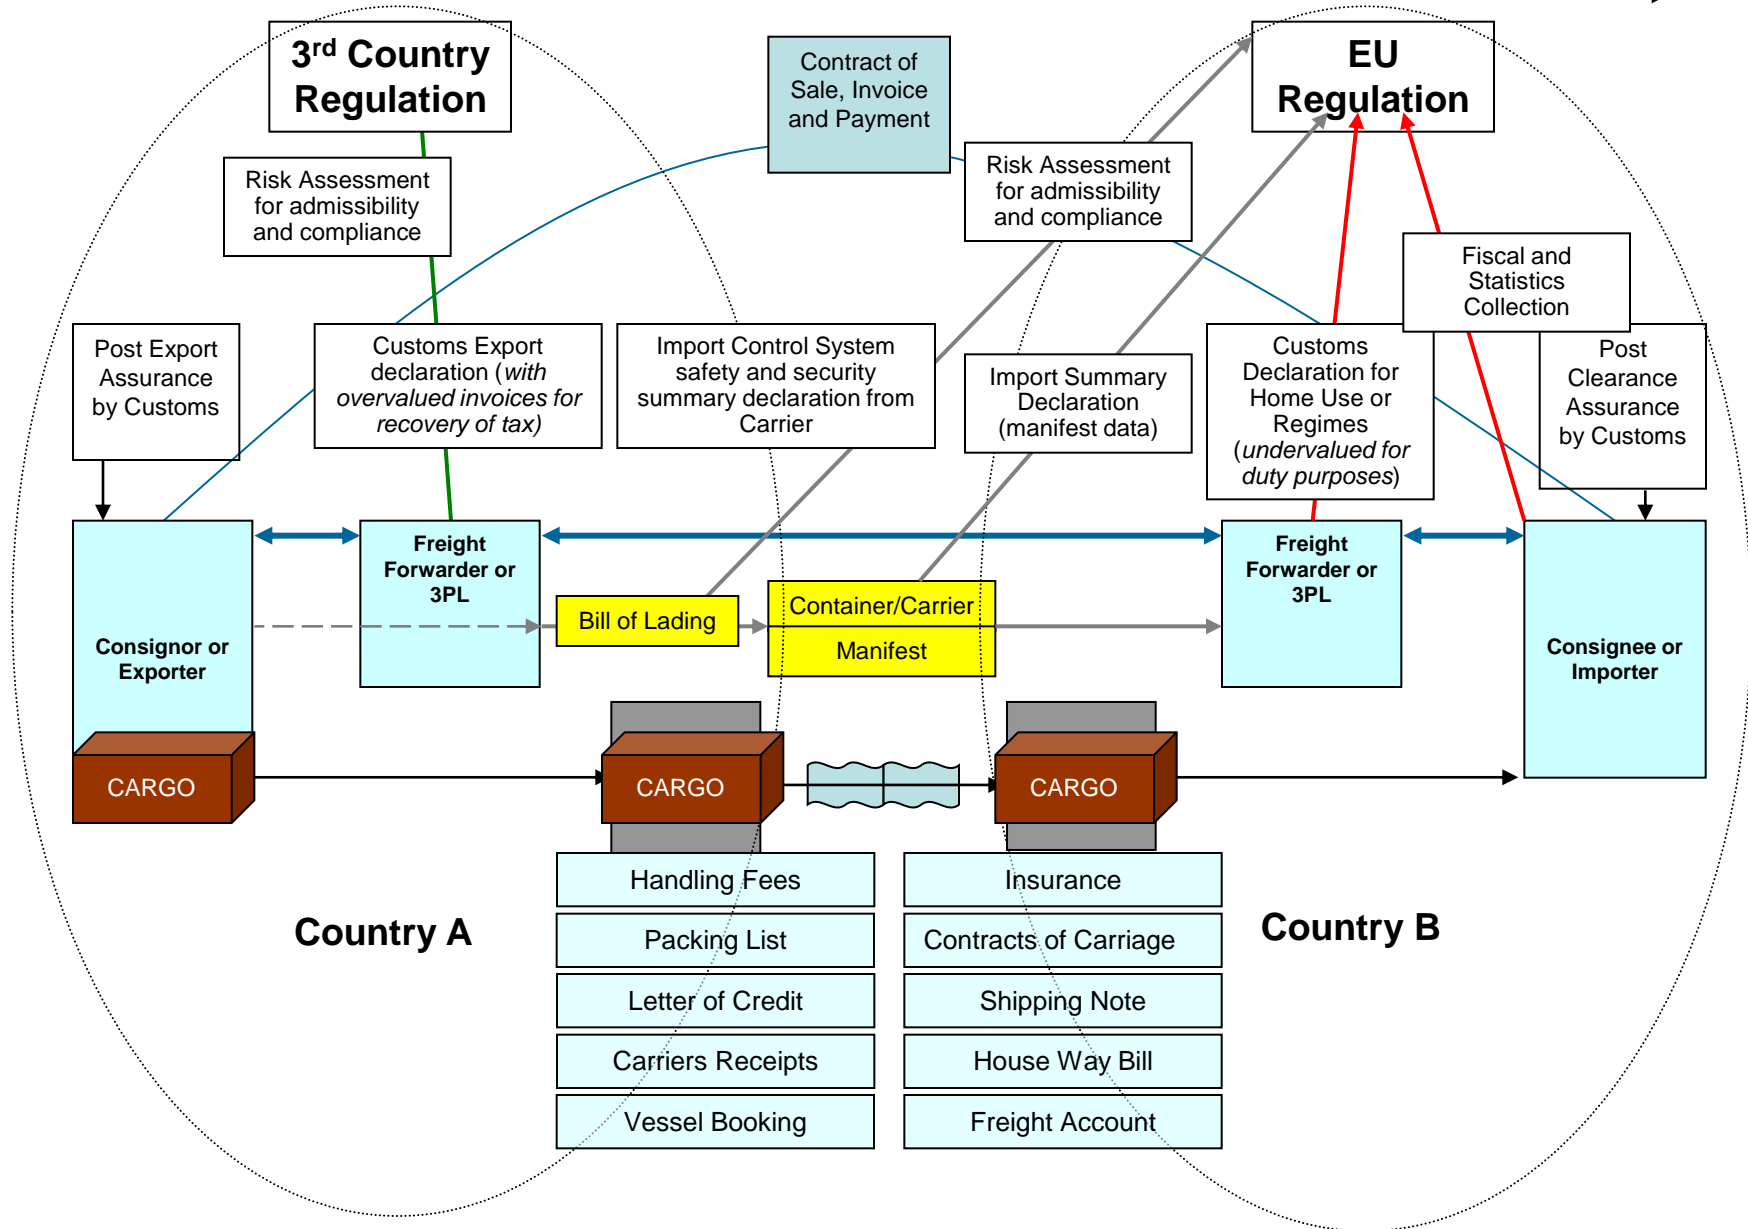 3rd Country
Regulation
Contract of
Sale, Invoice
and Payment
EU
Regulation
Risk Assessment
for admissibility
and compliance
Risk Assessment
for admissibility
and compliance
Fiscal and
Statistics
Collection
Post Export
Assurance
by Customs
Customs Export
declaration (with
overvalued invoices for
recovery of tax)
Import Control System
safety and security
summary declaration from
Carrier
Import Summary
Declaration
(manifest data)
Customs
Declaration for
Home Use or
Regimes
(undervalued for
duty purposes)
Post
Clearance
Assurance
by Customs
Consignor or
Exporter
Freight
Forwarder or
3PL
Bill of Lading
Container/Carrier
Manifest
Freight
Forwarder or
3PL
Consignee or
Importer
CARGO
CARGO
CARGO
Country A
Handling Fees
Packing List
Letter of Credit
Carriers Receipts
Vessel Booking
Insurance
Contracts of Carriage
Shipping Note
House Way Bill
Freight Account
Country B